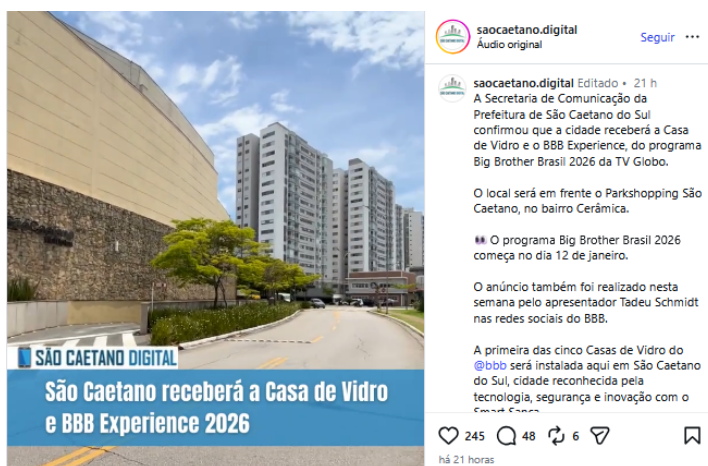 SÃO CAETANO DIGITAL
São Caetano receberá a Casa de Vidro
e BBB Experience 2026
saocaetano.digital
Áudio original
Seguir
saocaetano.digital Editado • 21 h
A Secretaria de Comunicação da
Prefeitura de São Caetano do Sul
confirmou que a cidade receberá a Casa
de Vidro e o BBB Experience, do programa
Big Brother Brasil 2026 da TV Globo.
O local será em frente o Parkshopping São
Caetano, no bairro Cerâmica.
👀 O programa Big Brother Brasil 2026
começa no dia 12 de janeiro.
O anúncio também foi realizado nesta
semana pelo apresentador Tadeu Schmidt
nas redes sociais do BBB.
A primeira das cinco Casas de Vidro do
@bbb será instalada aqui em São Caetano
do Sul, cidade reconhecida pela
tecnologia, segurança e inovação com o
245 48 6
há 21 horas